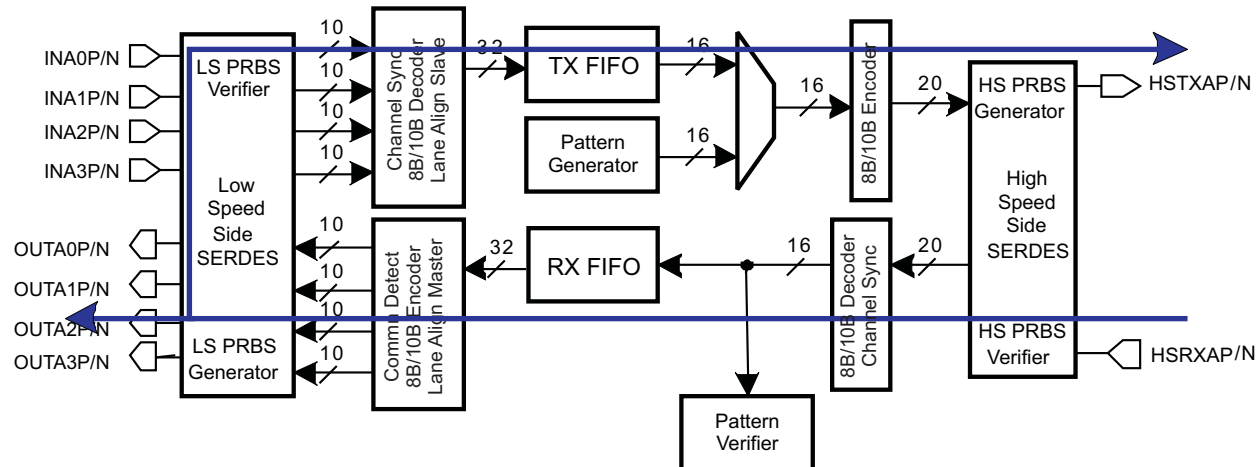 INA0P/N
INA1P/N
INA2P/N
INA3P/N
OUTA0P/N
OUTA1P/N
OUTA2P/N
OUTA3P/N
LS PRBS
Verifier
Low
Speed
Side
SERDES
LS PRBS
Generator
10
10
10
10
10
10
10
10
Channel Sync
8B/10B Decoder
Lane Align Slave
Commn Detect
8B/10B Encoder
Lane Align Master
32
32
TX FIFO
Pattern
Generator
RX FIFO
16
16
16
16
Pattern
Verifier
8B/10B Encoder
8B/10B Decoder
Channel Sync
20
20
HS PRBS
Generator
High
Speed
Side
SERDES
HS PRBS
Verifier
HSTXAP/N
HSRXAP/N